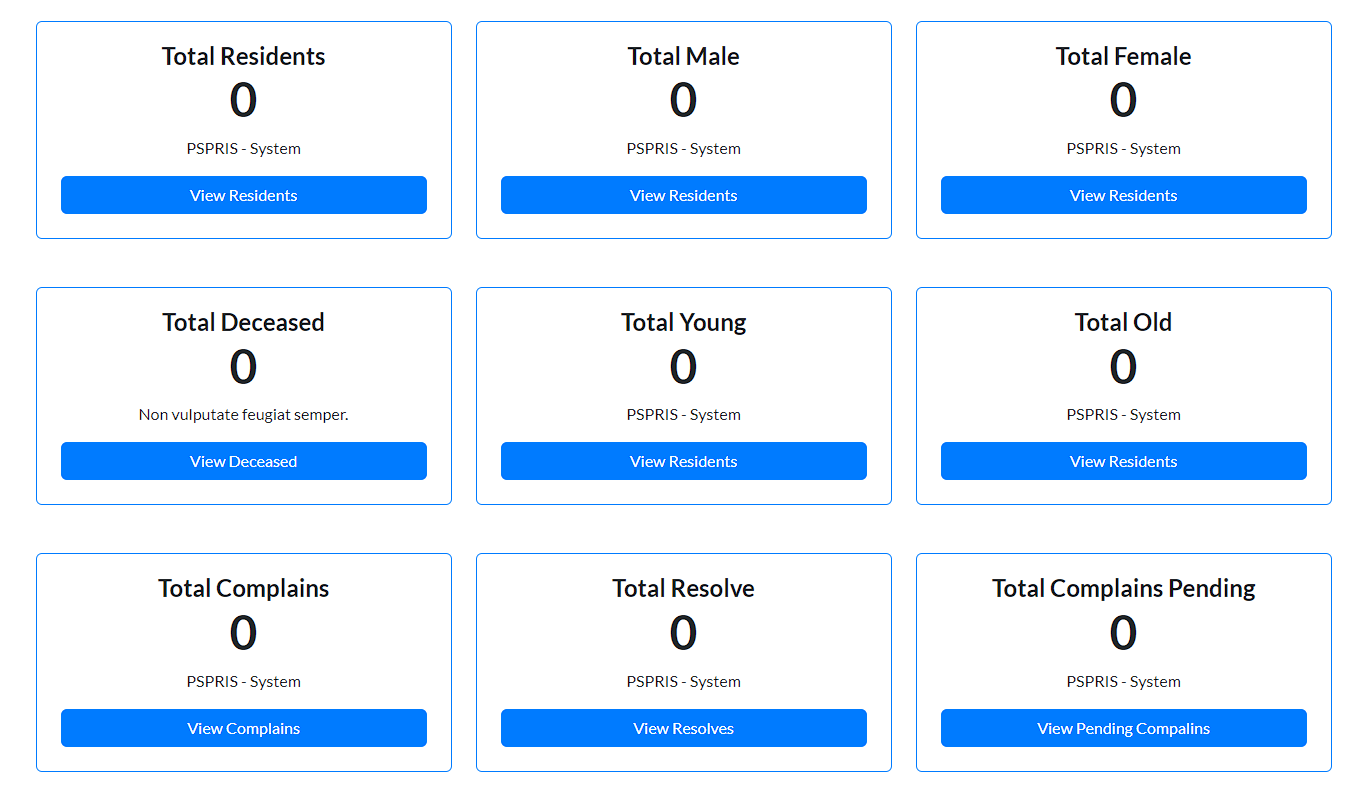 Total Residents
0
PSPRIS - System
View Residents
Total Male
0
PSPRIS - System
View Residents
Total Female
0
PSPRIS - System
View Residents
Total Deceased
0
Non vulputate feugiat semper.
View Deceased
Total Young
0
PSPRIS - System
View Residents
Total Old
0
PSPRIS - System
View Residents
Total Complains
0
PSPRIS - System
View Complains
Total Resolve
0
PSPRIS - System
View Resolves
Total Complains Pending
0
PSPRIS - System
View Pending Compalins